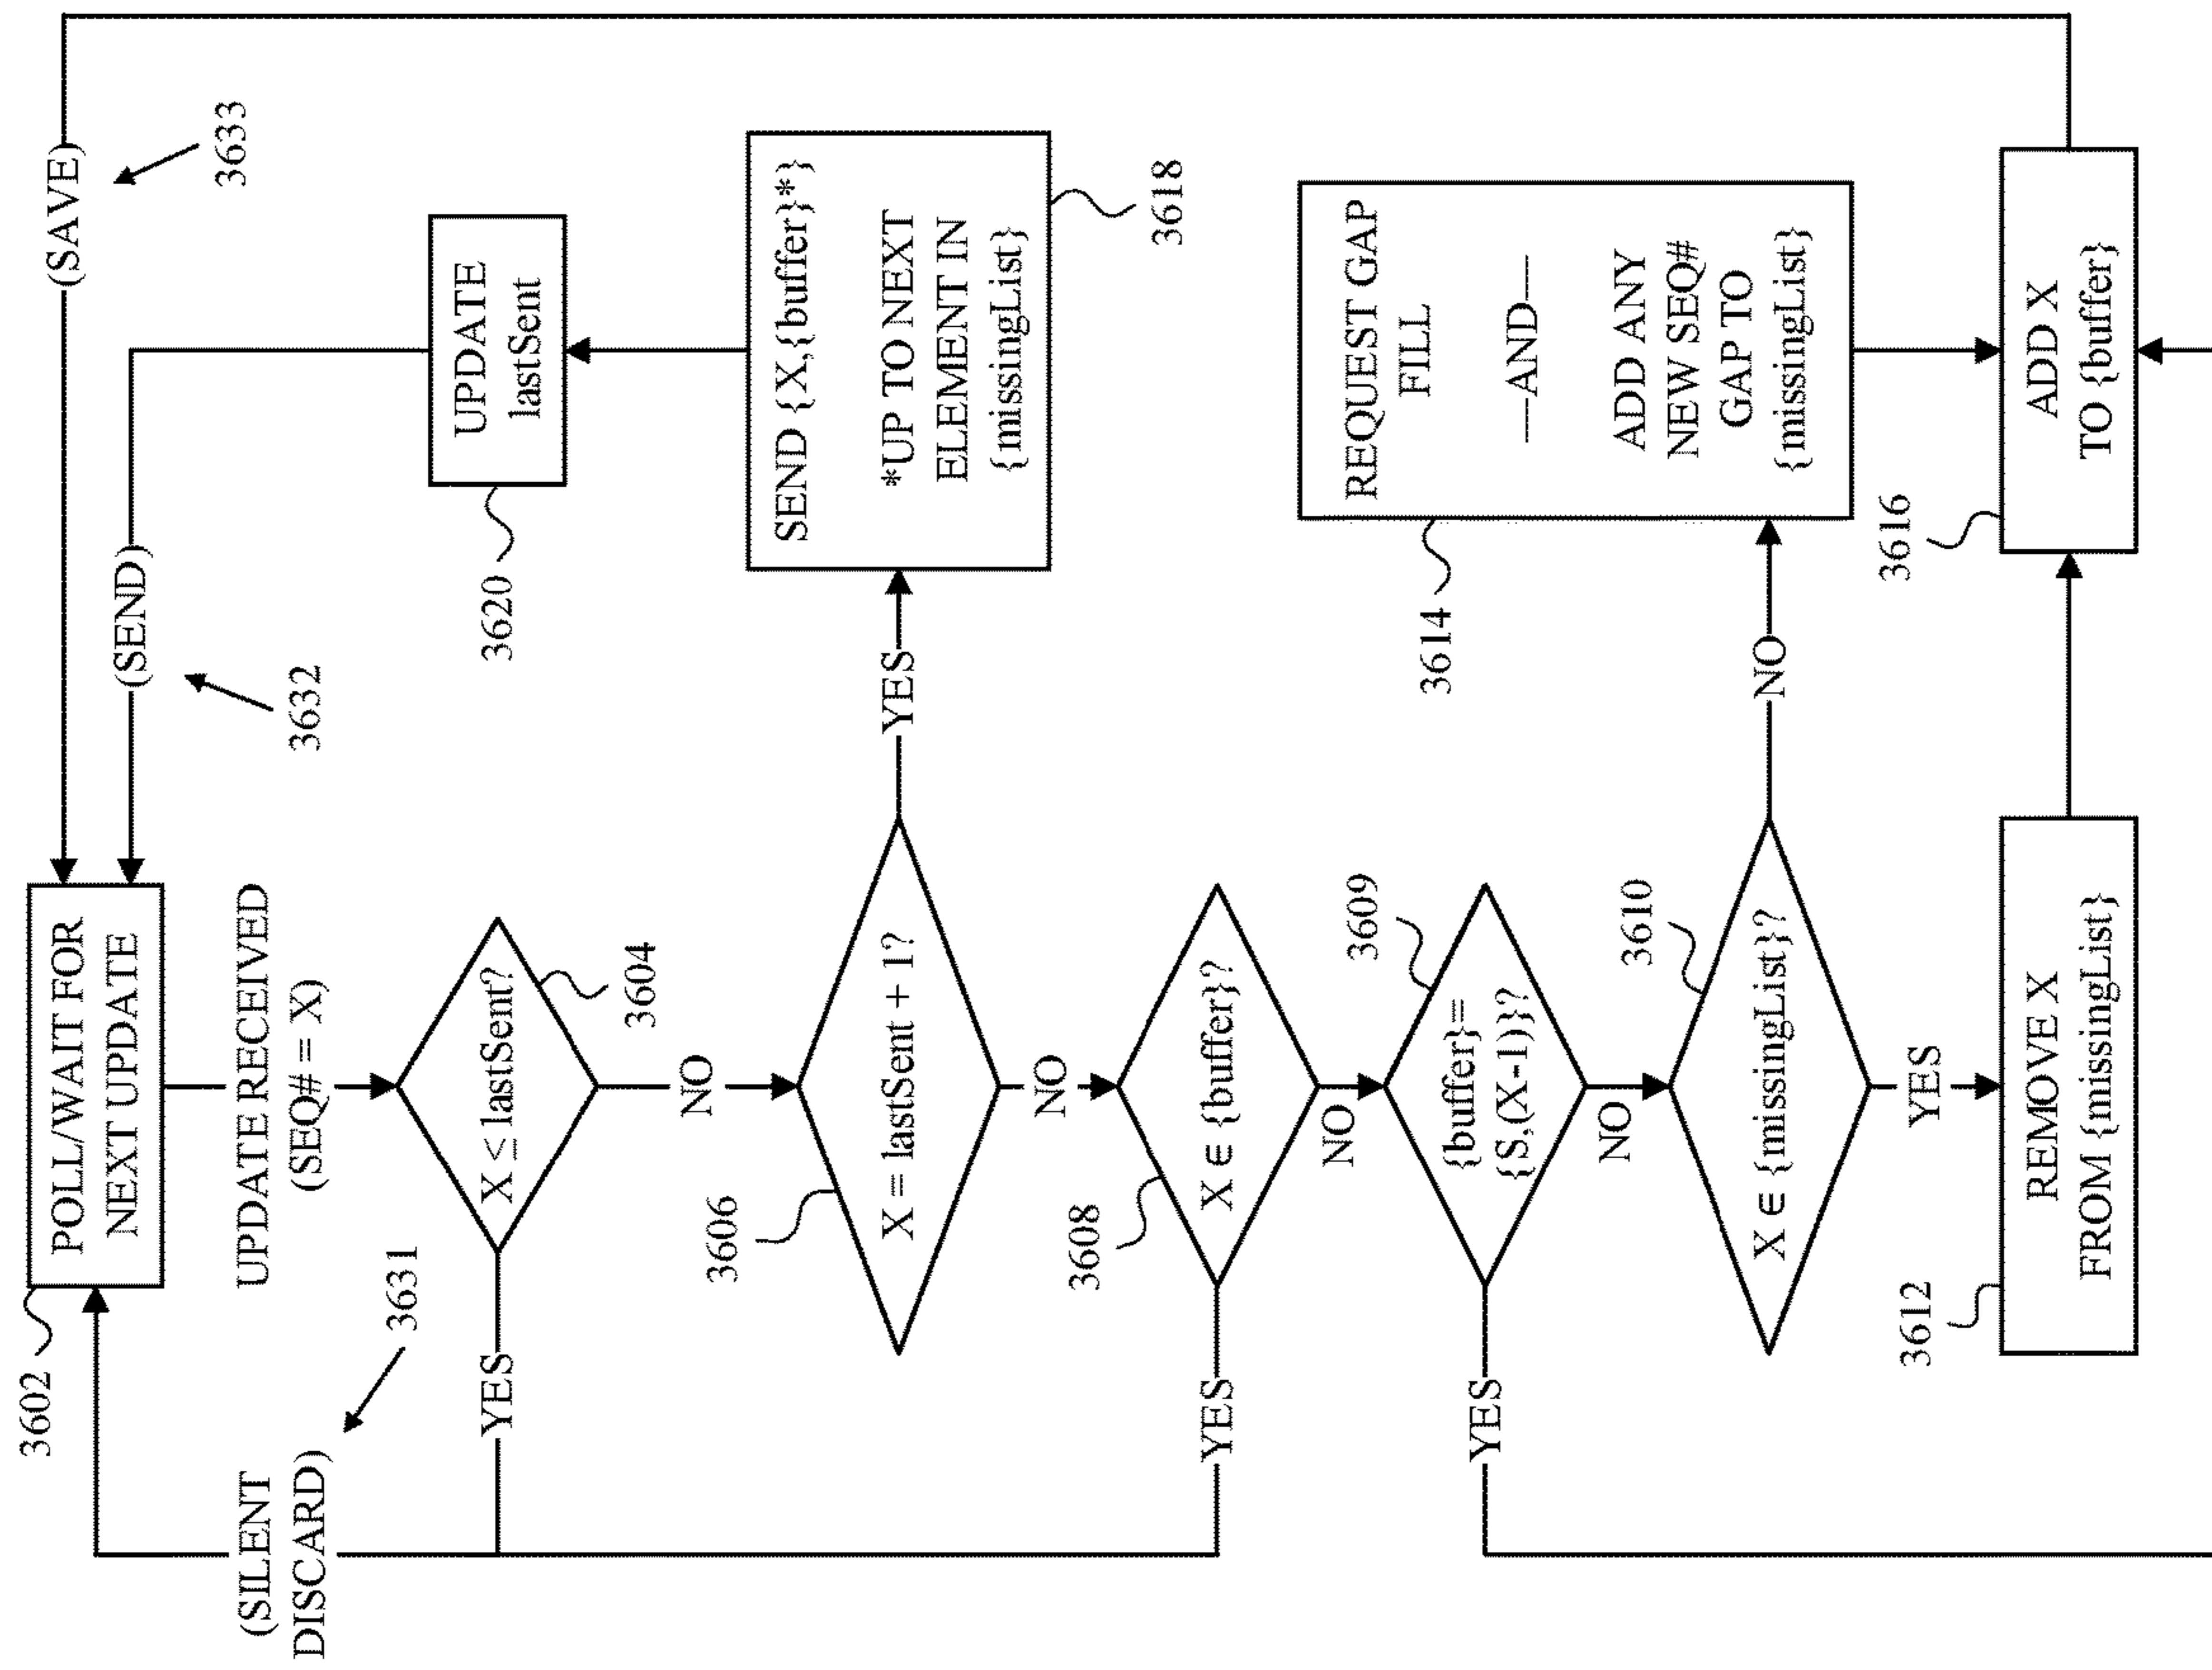 3602
POLL/WAIT FOR
NEXT UPDATE
(SAVE)
3633
(SEND)
3632
(SILENT
DISCARD)
3631
UPDATE RECEIVED
(SEQ# = X)
X ≤ lastSent?
3604
YES
NO
UPDATE
lastSent
3620
3606
X = lastSent + 1?
YES
NO
SEND {X,{buffer}*}
*UP TO NEXT
ELEMENT IN
{missingList}
3618
3608
X ∈ {buffer}?
YES
NO
3609
{buffer}=
{S,(X-1)}?
YES
NO
3610
X ∈ {missingList}?
NO
YES
3614
REQUEST GAP
FILL
—AND—
ADD ANY
NEW SEQ#
GAP TO
{missingList}
3612
REMOVE X
FROM {missingList}
3616
ADD X
TO {buffer}